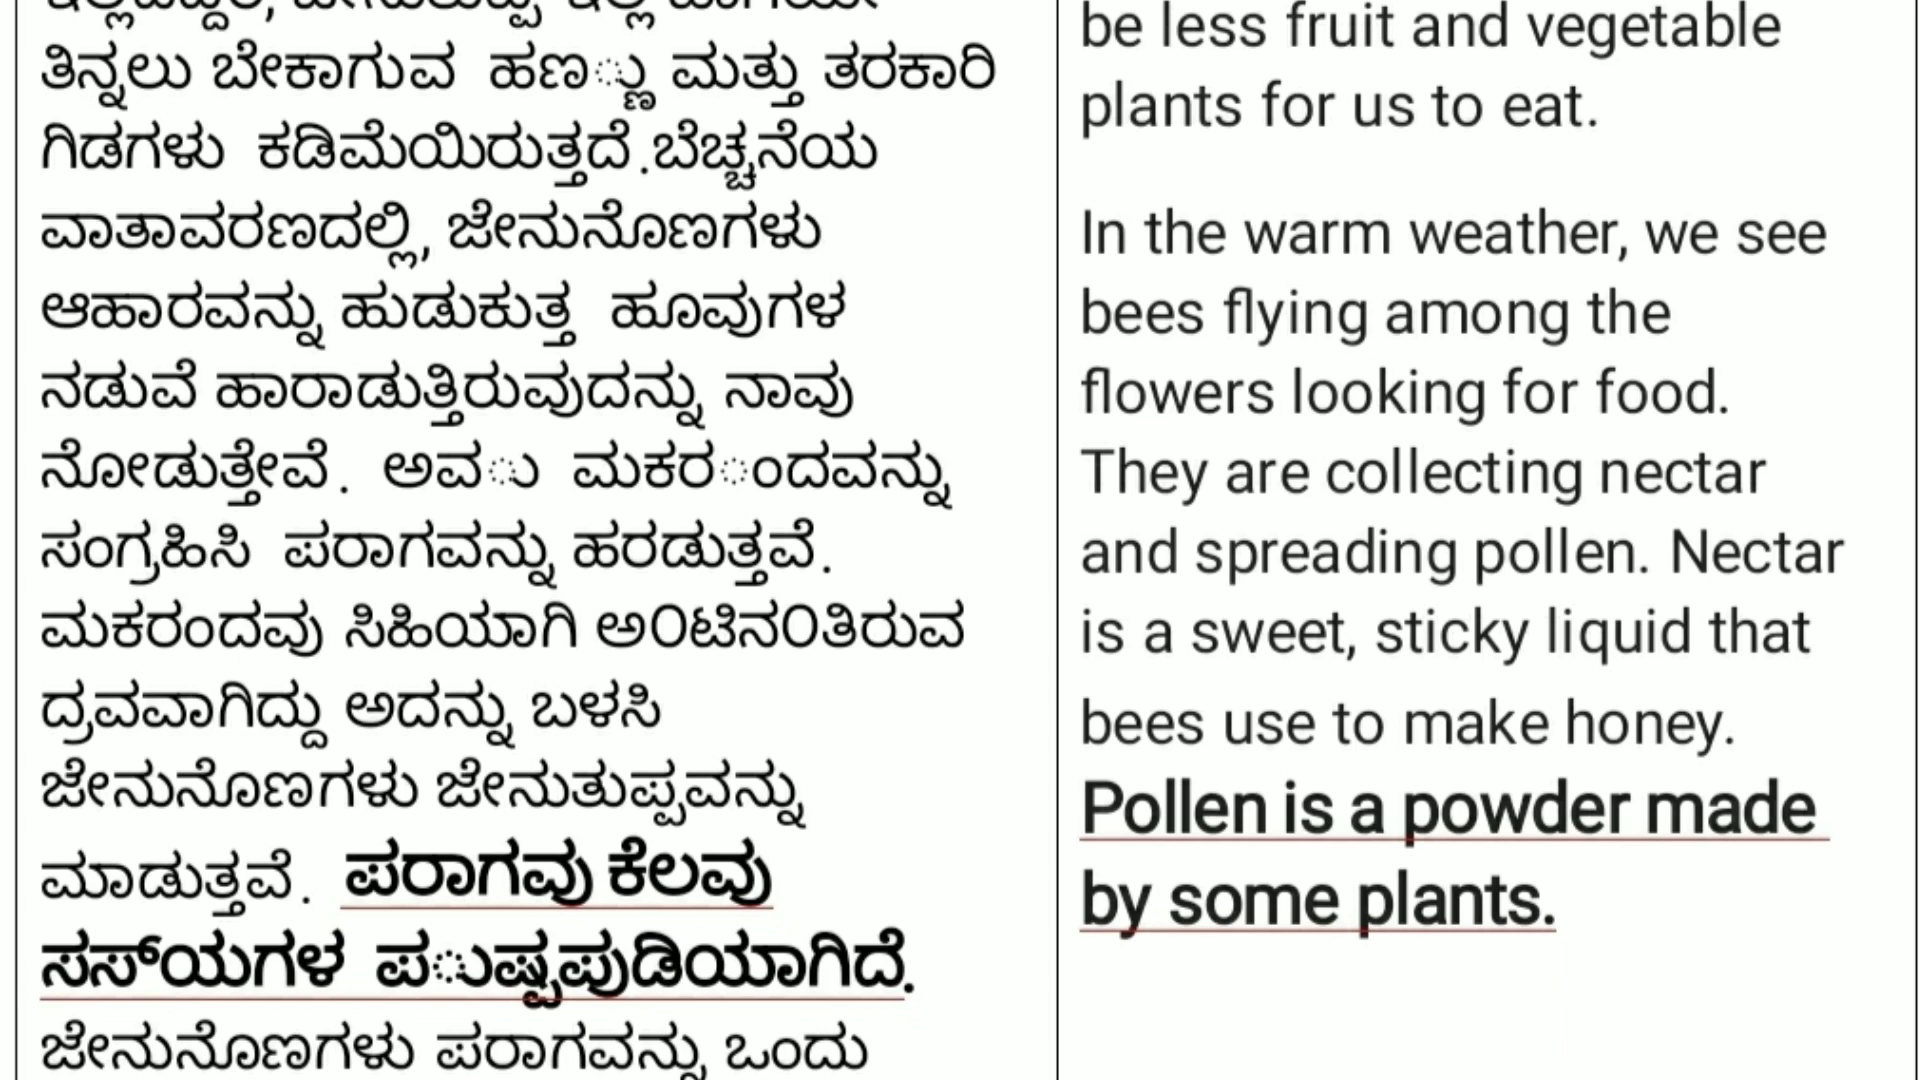 ತಿನ್ನಲು ಬೇಕಾಗುವ ಹಣ್ಣು ಮತ್ತು ತರಕಾರಿ
ಗಿಡಗಳು ಕಡಿಮೆಯಿರುತ್ತದೆ.ಬೆಚ್ಚನೆಯ
ವಾತಾವರಣದಲ್ಲಿ, ಜೇನುನೊಣಗಳು
ಆಹಾರವನ್ನು ಹುಡುಕುತ್ತ ಹೂವುಗಳ
ನಡುವೆ ಹಾರಾಡುತ್ತಿರುವುದನ್ನು ನಾವು
ನೋಡುತ್ತೇವೆ. ಅವು ಮಕರಂದವನ್ನು
ಸಂಗ್ರಹಿಸಿ ಪರಾಗವನ್ನು ಹರಡುತ್ತವೆ.
ಮಕರಂದವು ಸಿಹಿಯಾಗಿ ಅ೦ಟಿನ೦ತಿರುವ
ದ್ರವವಾಗಿದ್ದು ಅದನ್ನು ಬಳಸಿ
ಜೇನುನೊಣಗಳು ಜೇನುತುಪ್ಪವನ್ನು
ಮಾಡುತ್ತವೆ. ಪರಾಗವು ಕೆಲವು
ಸಸ್‌ಯಗಳ ಪುಷ್ಪಪುಡಿಯಾಗಿದೆ.
ಜೇನುನೊಣಗಳು ಪರಾಗವನ್ನು ಒಂದು
be less fruit and vegetable
plants for us to eat.
In the warm weather, we see
bees flying among the
flowers looking for food.
They are collecting nectar
and spreading pollen. Nectar
is a sweet, sticky liquid that
bees use to make honey.
Pollen is a powder made
by some plants.